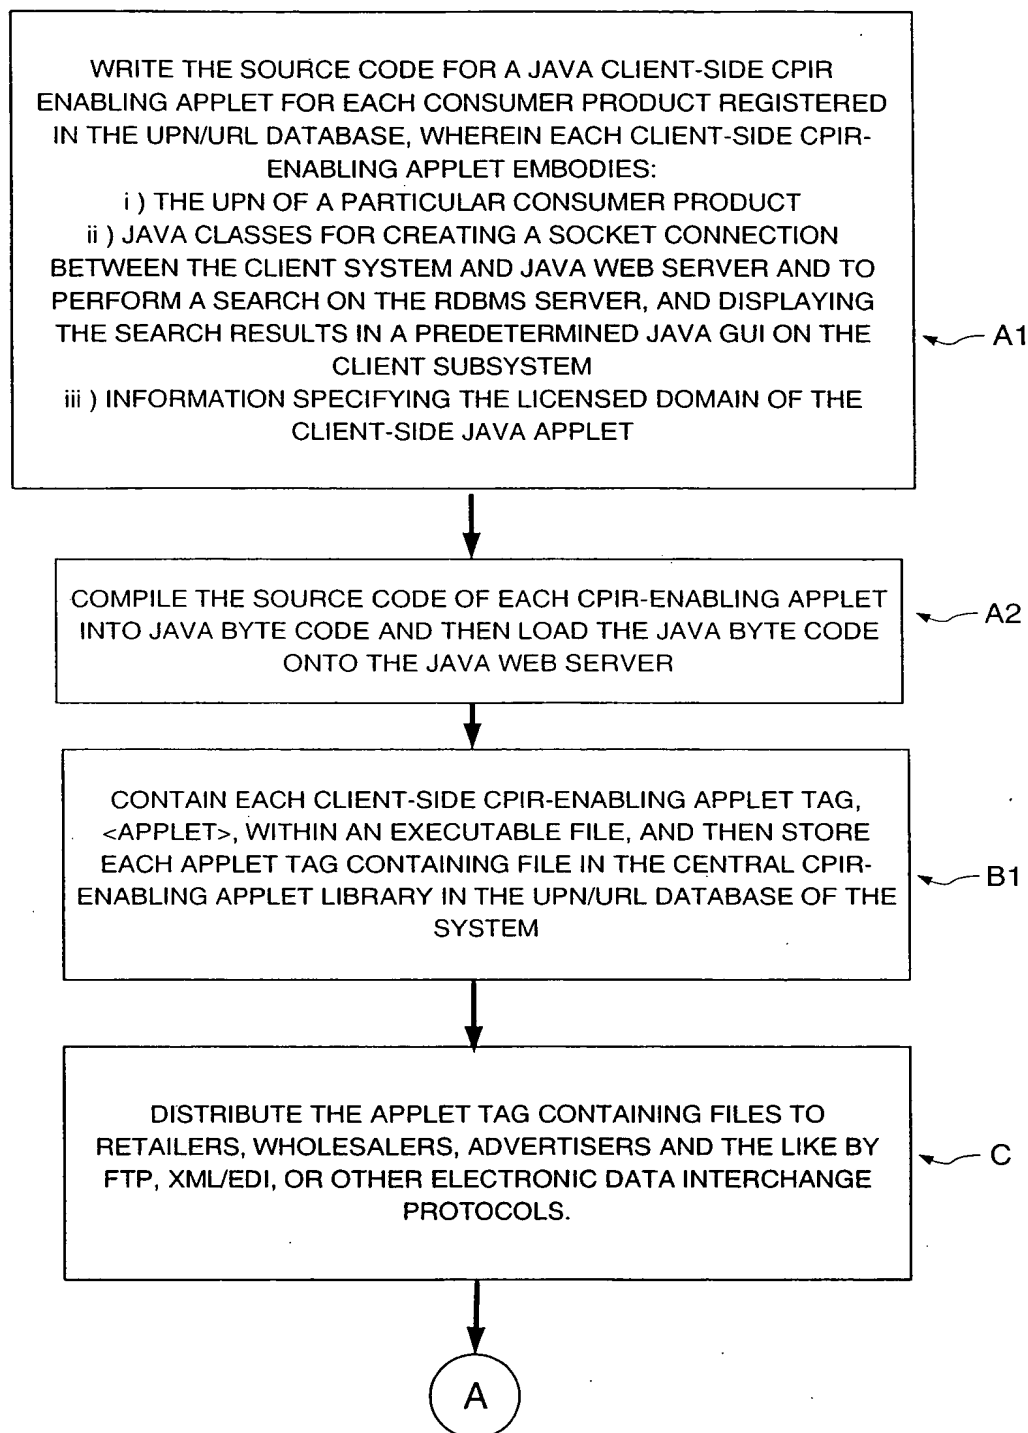 WRITE THE SOURCE CODE FOR A JAVA CLIENT-SIDE CPIR
ENABLING APPLET FOR EACH CONSUMER PRODUCT REGISTERED
IN THE UPN/URL DATABASE, WHEREIN EACH CLIENT-SIDE CPIR-
ENABLING APPLET EMBODIES:
i ) THE UPN OF A PARTICULAR CONSUMER PRODUCT
ii ) JAVA CLASSES FOR CREATING A SOCKET CONNECTION
BETWEEN THE CLIENT SYSTEM AND JAVA WEB SERVER AND TO
PERFORM A SEARCH ON THE RDBMS SERVER, AND DISPLAYING
THE SEARCH RESULTS IN A PREDETERMINED JAVA GUI ON THE
CLIENT SUBSYSTEM
iii ) INFORMATION SPECIFYING THE LICENSED DOMAIN OF THE
CLIENT-SIDE JAVA APPLET
A1
COMPILE THE SOURCE CODE OF EACH CPIR-ENABLING APPLET
INTO JAVA BYTE CODE AND THEN LOAD THE JAVA BYTE CODE
ONTO THE JAVA WEB SERVER
A2
CONTAIN EACH CLIENT-SIDE CPIR-ENABLING APPLET TAG,
<APPLET>, WITHIN AN EXECUTABLE FILE, AND THEN STORE
EACH APPLET TAG CONTAINING FILE IN THE CENTRAL CPIR-
ENABLING APPLET LIBRARY IN THE UPN/URL DATABASE OF THE
SYSTEM
B1
DISTRIBUTE THE APPLET TAG CONTAINING FILES TO
RETAILERS, WHOLESALERS, ADVERTISERS AND THE LIKE BY
FTP, XML/EDI, OR OTHER ELECTRONIC DATA INTERCHANGE
PROTOCOLS.
C
A